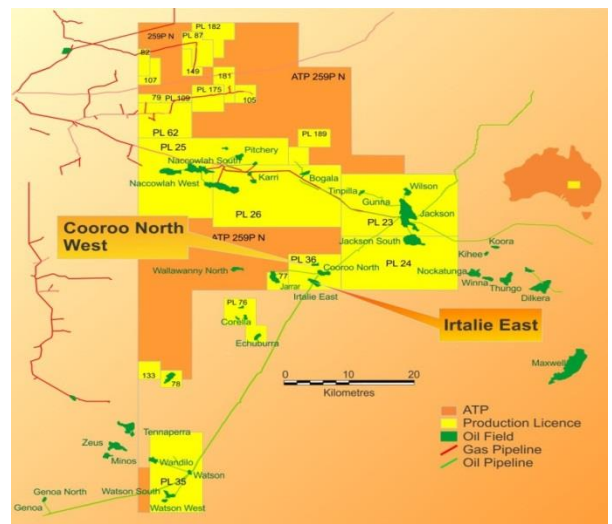 259P N
PL 182
PL 87
82
107
149
ATP 259P N
181
79
PL 109
PL 175
105
PL 62
PL 189
PL 25
Pitchery
Naccowlah South
Karri
Bogala
Naccowlah West
Tinpilla
Wilson
Gunna
PL 23
Jackson
PL 26
Cooroo North
West
ATP 259P N
Jackson South
Koora
PL 36
PL 24
Kihee
Wallawanny North
Cooroo North
Nockatunga
77
Jarrar
Irtalie East
Winna
Thungo
Dilkera
PL 76
Corella
Irtalie East
Echuburra
Maxwell
133
78
0 10 20
Kilometres
ATP
Production Licence
Oil Field
Gas Pipeline
Oil Pipeline
Tennaperra
Zeus
Minos
Wandilo
Watson
PL 35
Genoa North
Watson South
Genoa
Watson West